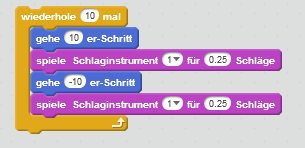 wiederhole 10 mal
gehe 10 er-Schritt
spiele Schlaginstrument 1 für 0.25 Schläge
gehe -10 er-Schritt
spiele Schlaginstrument 1 für 0.25 Schläge